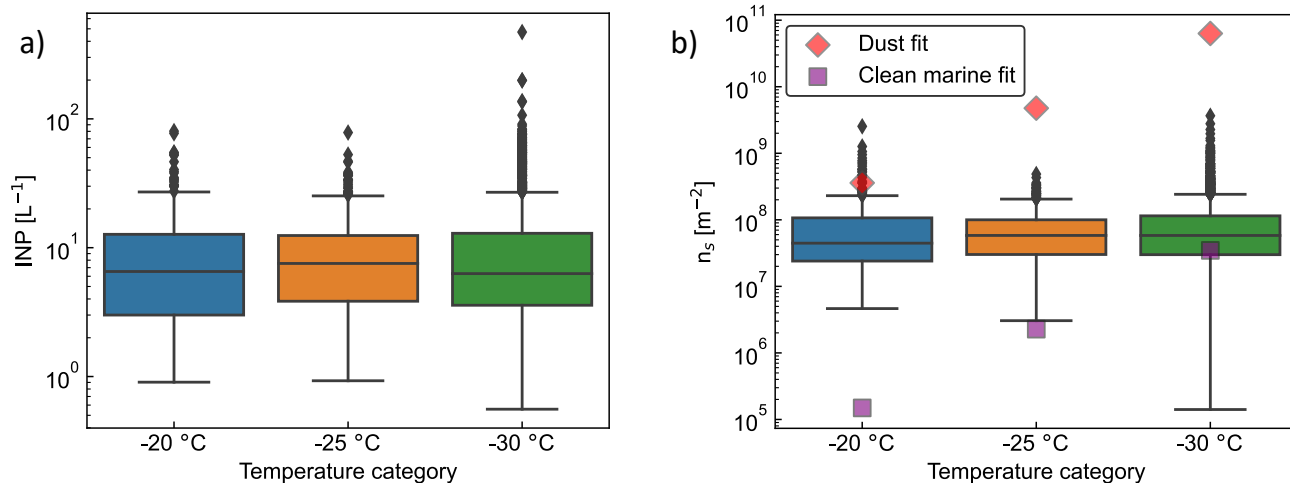 a)
INP [L⁻¹]
10²
10¹
10⁰
-20 °C
-25 °C
-30 °C
Temperature category
b)
Dust fit
Clean marine fit
nₛ [m⁻²]
10¹¹
10¹⁰
10⁹
10⁸
10⁷
10⁶
10⁵
-20 °C
-25 °C
-30 °C
Temperature category